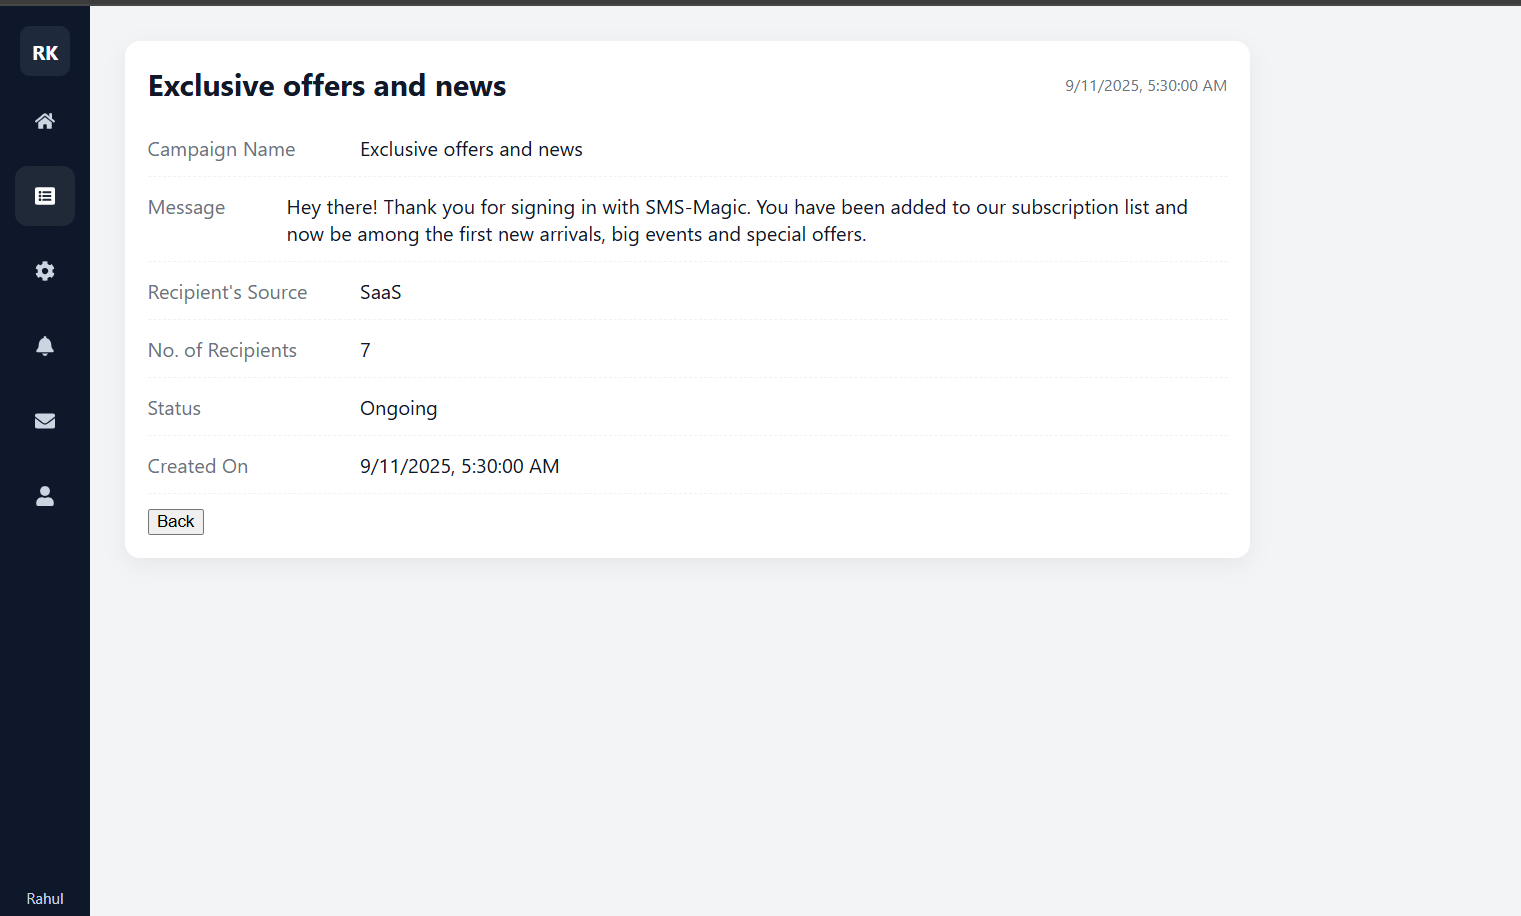 RK
Exclusive offers and news
9/11/2025, 5:30:00 AM
Campaign Name Exclusive offers and news
Message Hey there! Thank you for signing in with SMS-Magic. You have been added to our subscription list and
now be among the first new arrivals, big events and special offers.
Recipient's Source SaaS
No. of Recipients 7
Status Ongoing
Created On 9/11/2025, 5:30:00 AM
Back
Rahul